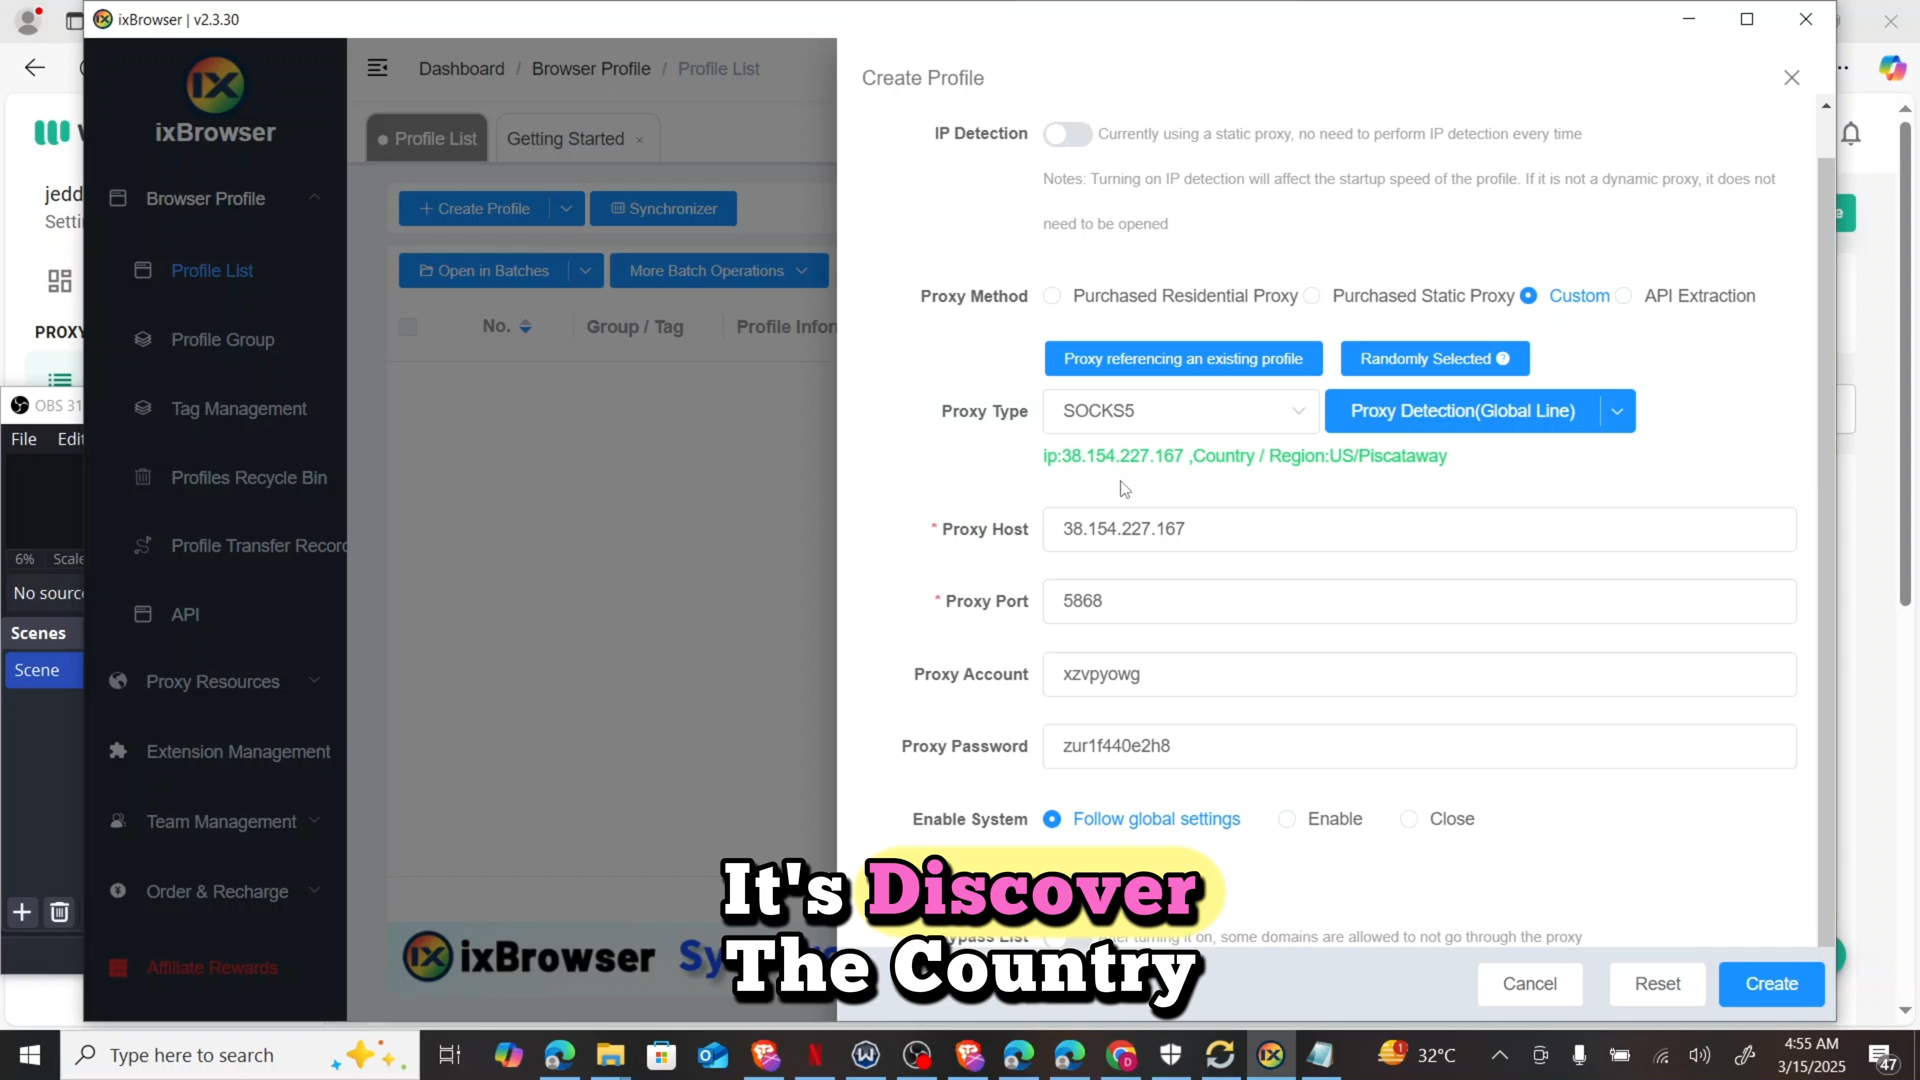 ixBrowser | v2.3.30
ixBrowser
Dashboard / Browser Profile / Profile List
Profile List
Getting Started ×
+ Create Profile
Synchronizer
Open in Batches
More Batch Operations
No.
Group / Tag
Browser Profile
Profile List
Profile Group
Tag Management
Profiles Recycle Bin
Profile Transfer Record
API
Proxy Resources
Extension Management
Team Management
Order & Recharge
Affiliate Rewards
jedd
PROXY
OBS 31
File
6%
Scenes
Scene
Create Profile
IP Detection
Currently using a static proxy, no need to perform IP detection every time
Notes: Turning on IP detection will affect the startup speed of the profile. If it is not a dynamic proxy, it does not
need to be opened
Proxy Method
Purchased Residential Proxy
Purchased Static Proxy
Custom
API Extraction
Proxy referencing an existing profile
Randomly Selected ?
Proxy Type
SOCKS5
Proxy Detection(Global Line)
ip:38.154.227.167 ,Country / Region:US/Piscataway
* Proxy Host
38.154.227.167
* Proxy Port
5868
Proxy Account
xzvpyowg
Proxy Password
zur1f440e2h8
Enable System
Follow global settings
Enable
Close
some domains are allowed to not go through the proxy
ixBrowser
Cancel
Reset
Create
It's Discover
The Country
Type here to search
32°C
4:55 AM
3/15/2025
47